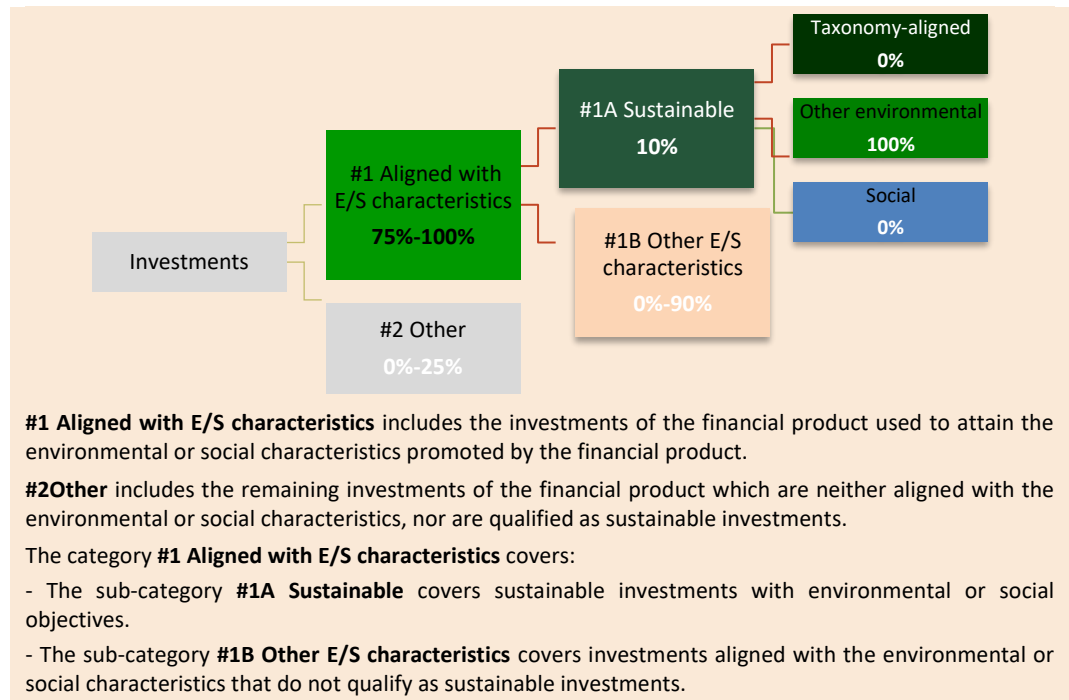 Taxonomy-aligned
0%
#1A Sustainable
10%
Other environmental
100%
#1 Aligned with
E/S characteristics
75%-100%
Social
0%
#1B Other E/S
characteristics
0%-90%
Investments
#2 Other
0%-25%
#1 Aligned with E/S characteristics includes the investments of the financial product used to attain the
environmental or social characteristics promoted by the financial product.
#2Other includes the remaining investments of the financial product which are neither aligned with the
environmental or social characteristics, nor are qualified as sustainable investments.
The category #1 Aligned with E/S characteristics covers:
- The sub-category #1A Sustainable covers sustainable investments with environmental or social
objectives.
- The sub-category #1B Other E/S characteristics covers investments aligned with the environmental or
social characteristics that do not qualify as sustainable investments.